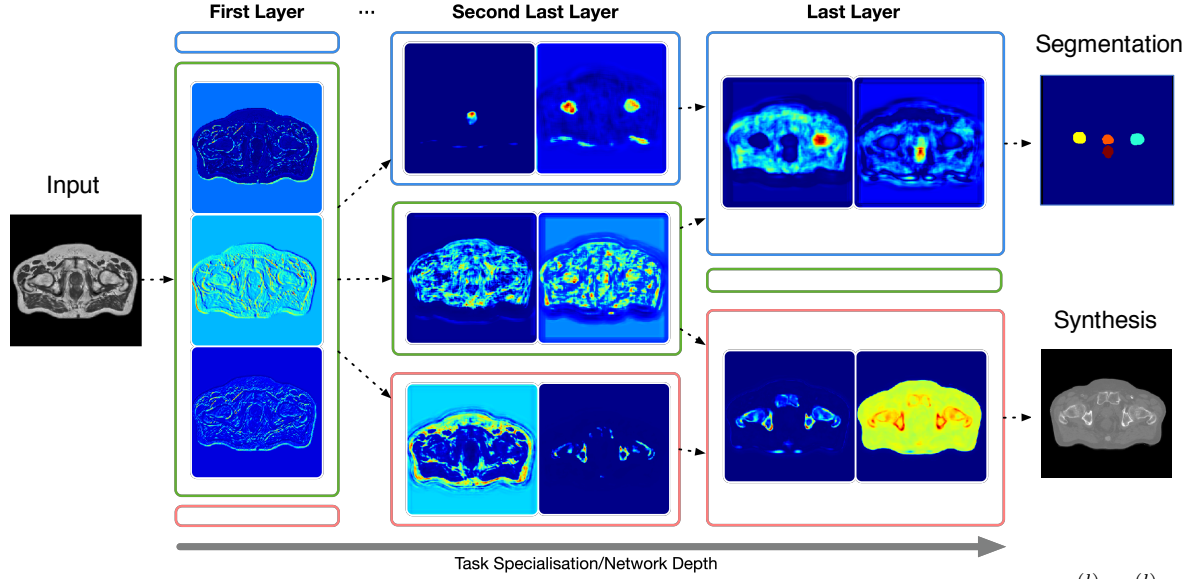 First Layer ... Second Last Layer Last Layer
Segmentation
Input
Synthesis
Task Specialisation/Network Depth
(l) (l)